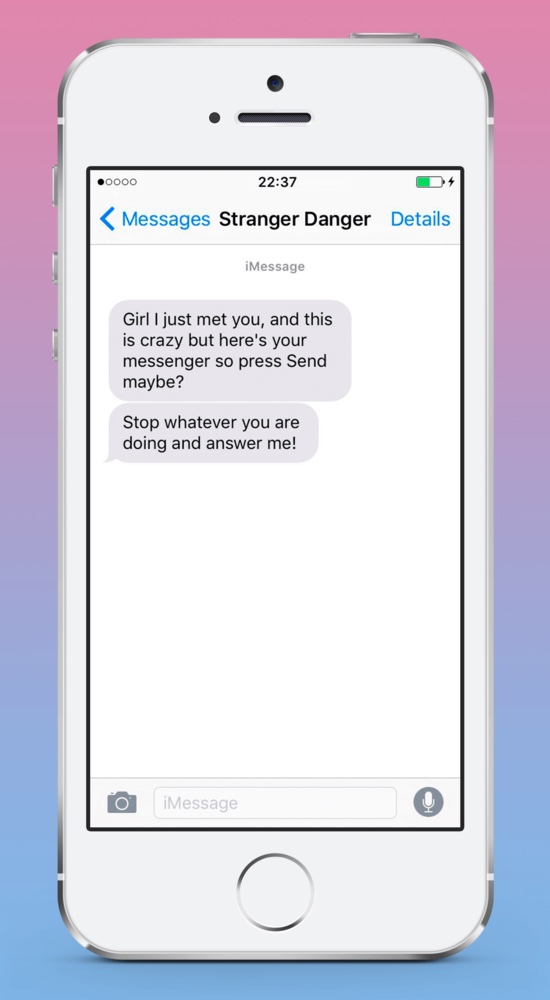 22:37
Messages Stranger Danger Details
iMessage
Girl I just met you, and this
is crazy but here's your
messenger so press Send
maybe?
Stop whatever you are
doing and answer me!
iMessage